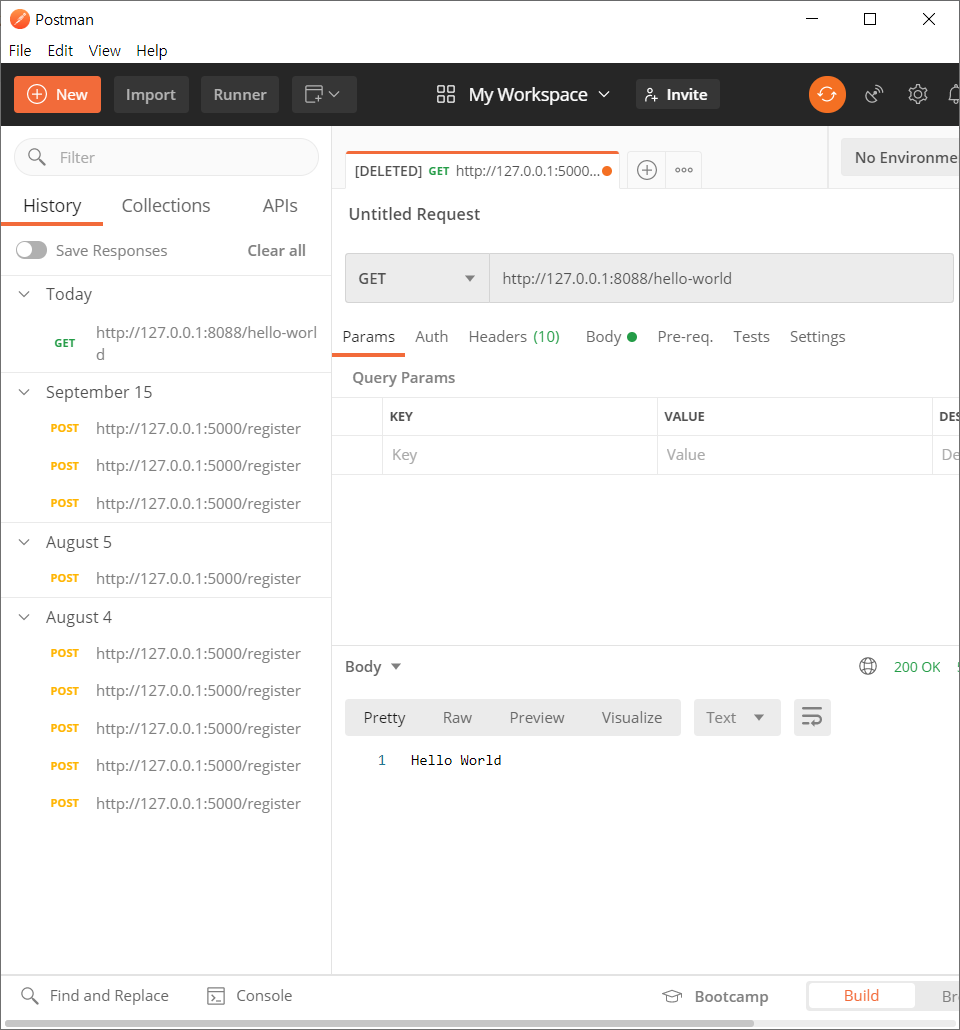 Postman
File Edit View Help
New Import Runner My Workspace Invite
Filter
History Collections APIs
Save Responses Clear all
Today
GET http://127.0.0.1:8088/hello-worl
d
September 15
POST http://127.0.0.1:5000/register
POST http://127.0.0.1:5000/register
POST http://127.0.0.1:5000/register
August 5
POST http://127.0.0.1:5000/register
August 4
POST http://127.0.0.1:5000/register
POST http://127.0.0.1:5000/register
POST http://127.0.0.1:5000/register
POST http://127.0.0.1:5000/register
POST http://127.0.0.1:5000/register
[DELETED] GET http://127.0.0.1:5000... No Environme
Untitled Request
GET http://127.0.0.1:8088/hello-world
Params Auth Headers (10) Body Pre-req. Tests Settings
Query Params
KEY VALUE DES
Key Value De
Body 200 OK
Pretty Raw Preview Visualize Text
1 Hello World
Find and Replace Console Bootcamp Build Br